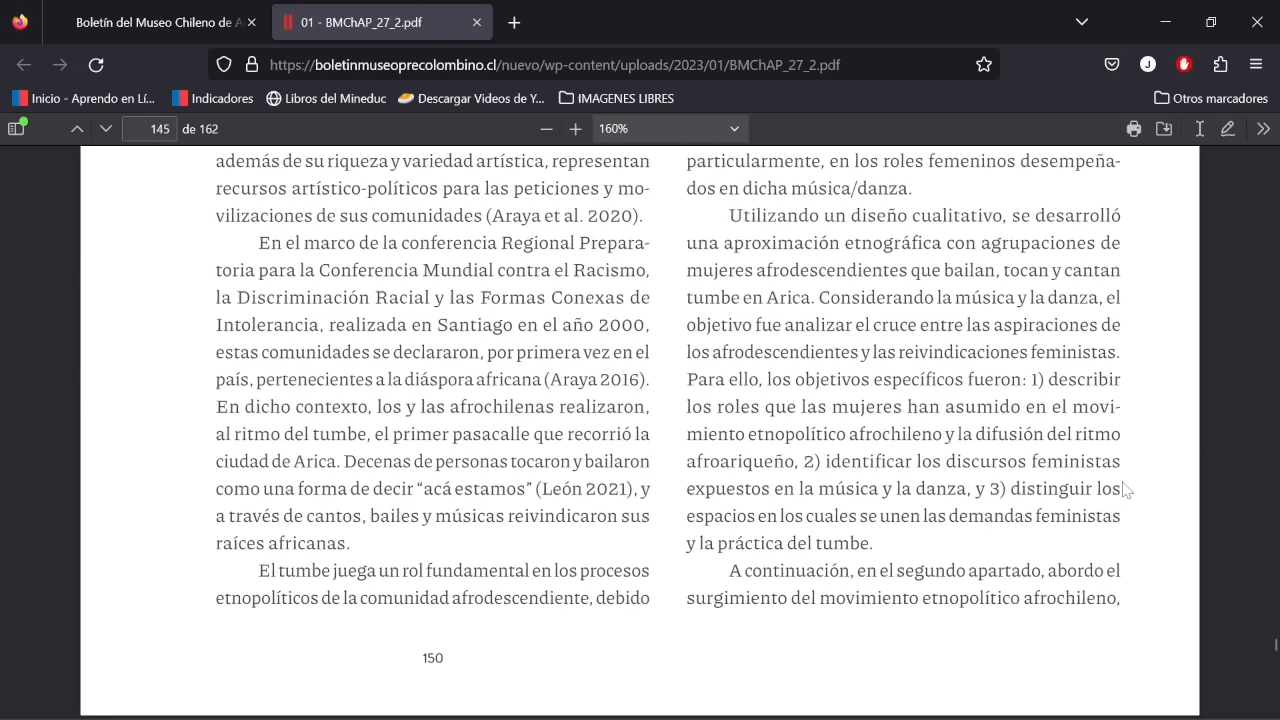 Boletín del Museo Chileno de A
01 - BMChAP_27_2.pdf
https://boletinmuseoprecolombino.cl/nuevo/wp-content/uploads/2023/01/BMChAP_27_2.pdf
J
Inicio - Aprendo en Lí...
Indicadores
Libros del Mineduc
Descargar Videos de Y...
IMAGENES LIBRES
Otros marcadores
145 de 162
160%
además de su riqueza y variedad artística, representan
recursos artístico-políticos para las peticiones y mo-
vilizaciones de sus comunidades (Araya et al. 2020).
En el marco de la conferencia Regional Prepara-
toria para la Conferencia Mundial contra el Racismo,
la Discriminación Racial y las Formas Conexas de
Intolerancia, realizada en Santiago en el año 2000,
estas comunidades se declararon, por primera vez en el
país, pertenecientes a la diáspora africana (Araya 2016).
En dicho contexto, los y las afrochilenas realizaron,
al ritmo del tumbe, el primer pasacalle que recorrió la
ciudad de Arica. Decenas de personas tocaron y bailaron
como una forma de decir “acá estamos” (León 2021), y
a través de cantos, bailes y músicas reivindicaron sus
raíces africanas.
El tumbe juega un rol fundamental en los procesos
etnopolíticos de la comunidad afrodescendiente, debido
particularmente, en los roles femeninos desempeña-
dos en dicha música/danza.
Utilizando un diseño cualitativo, se desarrolló
una aproximación etnográfica con agrupaciones de
mujeres afrodescendientes que bailan, tocan y cantan
tumbe en Arica. Considerando la música y la danza, el
objetivo fue analizar el cruce entre las aspiraciones de
los afrodescendientes y las reivindicaciones feministas.
Para ello, los objetivos específicos fueron: 1) describir
los roles que las mujeres han asumido en el movi-
miento etnopolítico afrochileno y la difusión del ritmo
afroariqueño, 2) identificar los discursos feministas
expuestos en la música y la danza, y 3) distinguir los
espacios en los cuales se unen las demandas feministas
y la práctica del tumbe.
A continuación, en el segundo apartado, abordo el
surgimiento del movimiento etnopolítico afrochileno,
150